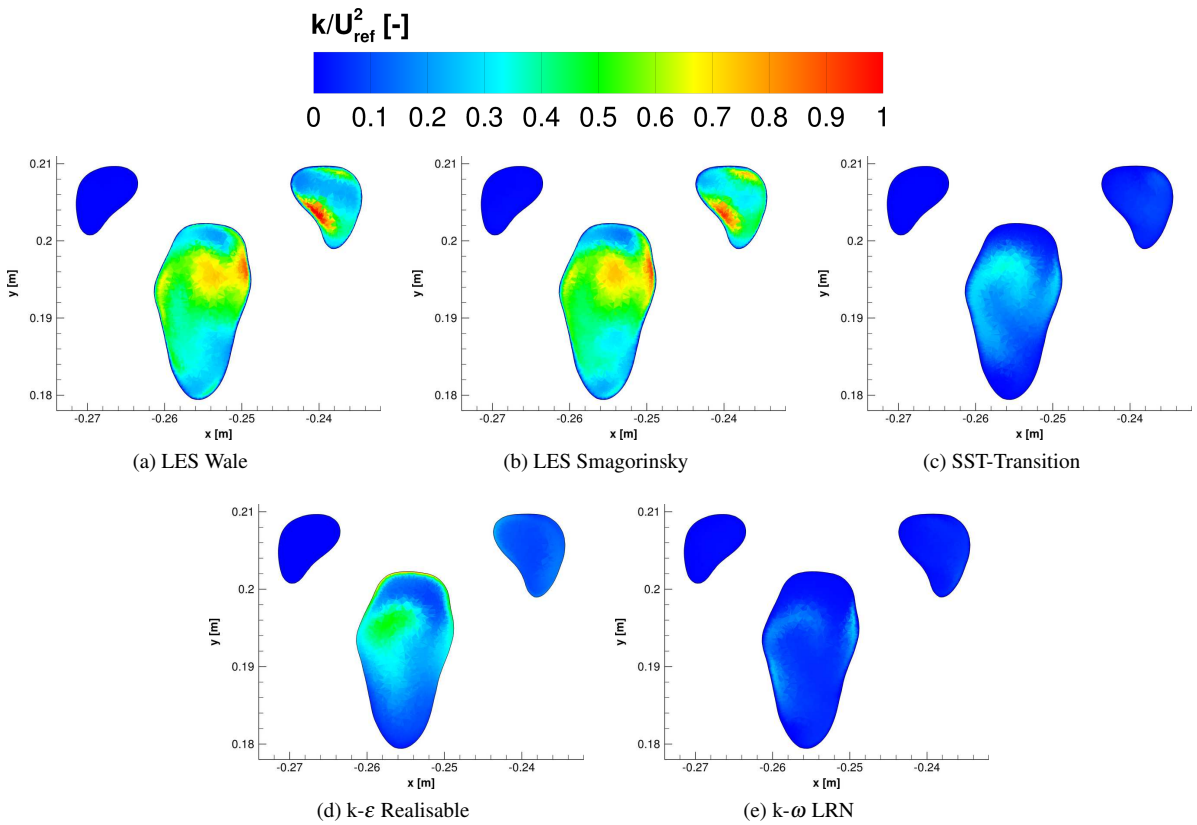 k/U²ref [-]
0 0.1 0.2 0.3 0.4 0.5 0.6 0.7 0.8 0.9 1
0.21 0.21 0.21
0.2 0.2 0.2
y [m] y [m] y [m]
0.19 0.19 0.19
0.18 0.18 0.18
-0.27 -0.26 -0.25 -0.24 -0.27 -0.26 -0.25 -0.24 -0.27 -0.26 -0.25 -0.24
x [m] x [m] x [m]
(a) LES Wale (b) LES Smagorinsky (c) SST-Transition
0.21 0.21
0.2 0.2
y [m] y [m]
0.19 0.19
0.18 0.18
-0.27 -0.26 -0.25 -0.24 -0.27 -0.26 -0.25 -0.24
x [m] x [m]
(d) k-ε Realisable (e) k-ω LRN